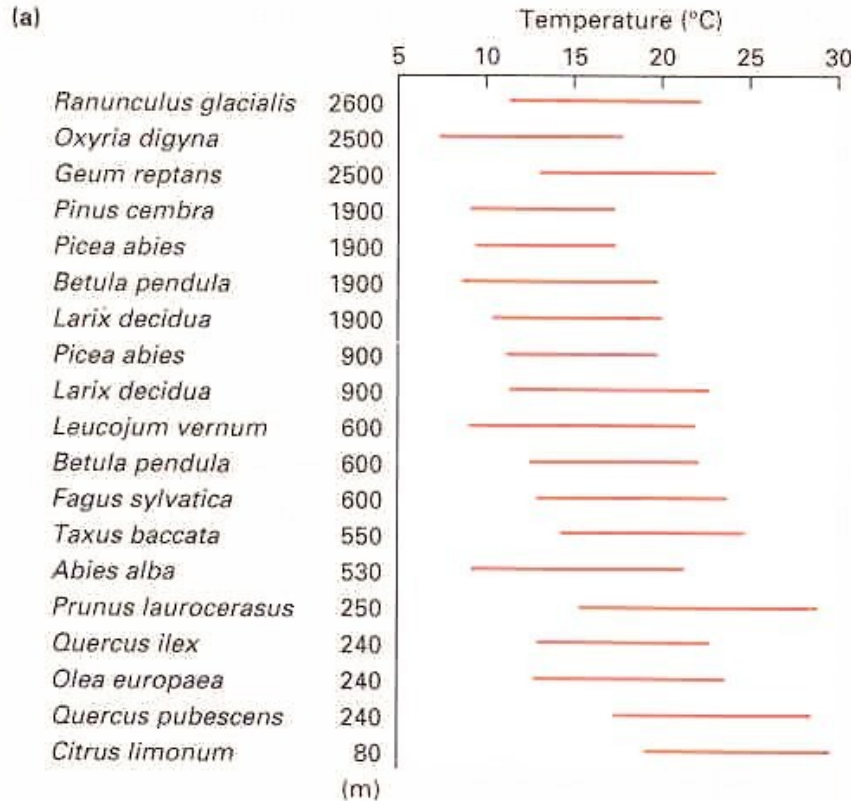 (a)
Temperature (°C)
5 10 15 20 25 30
Ranunculus glacialis 2600
Oxyria digyna 2500
Geum reptans 2500
Pinus cembra 1900
Picea abies 1900
Betula pendula 1900
Larix decidua 1900
Picea abies 900
Larix decidua 900
Leucojum vernum 600
Betula pendula 600
Fagus sylvatica 600
Taxus baccata 550
Abies alba 530
Prunus laurocerasus 250
Quercus ilex 240
Olea europaea 240
Quercus pubescens 240
Citrus limonum 80
(m)